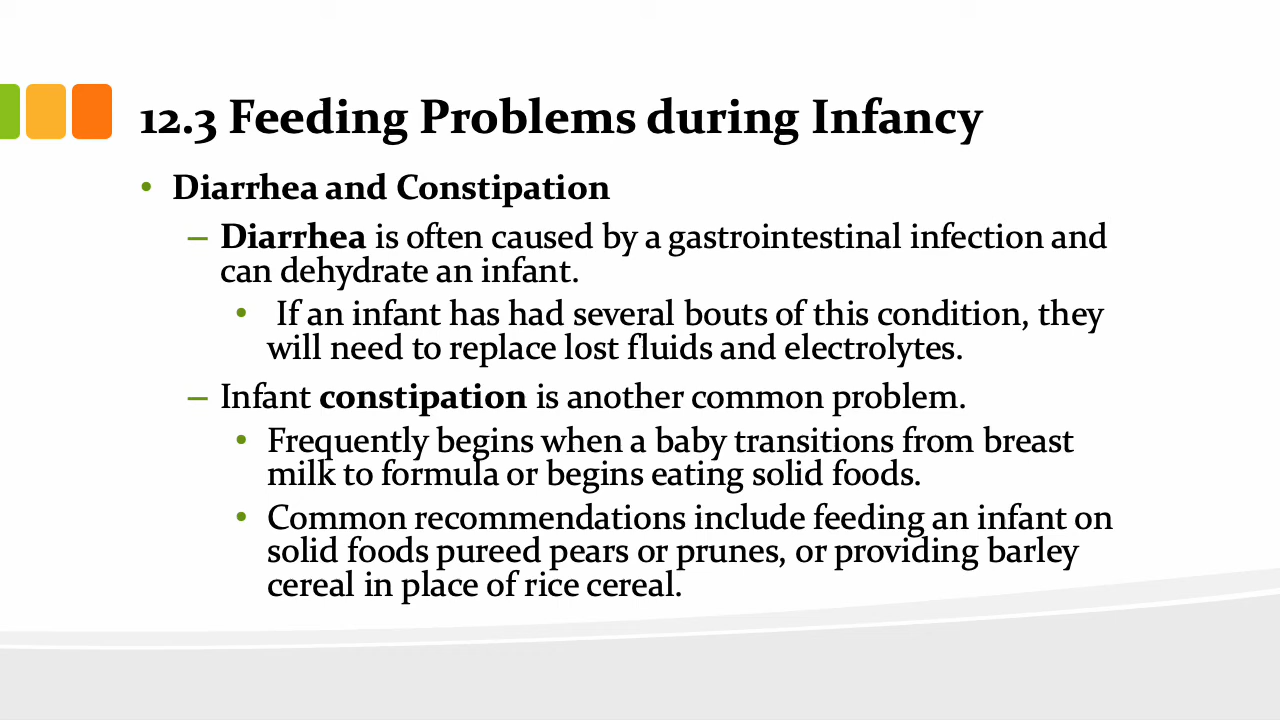 12.3 Feeding Problems during Infancy
• Diarrhea and Constipation
– Diarrhea is often caused by a gastrointestinal infection and
can dehydrate an infant.
• If an infant has had several bouts of this condition, they
will need to replace lost fluids and electrolytes.
– Infant constipation is another common problem.
• Frequently begins when a baby transitions from breast
milk to formula or begins eating solid foods.
• Common recommendations include feeding an infant on
solid foods pureed pears or prunes, or providing barley
cereal in place of rice cereal.